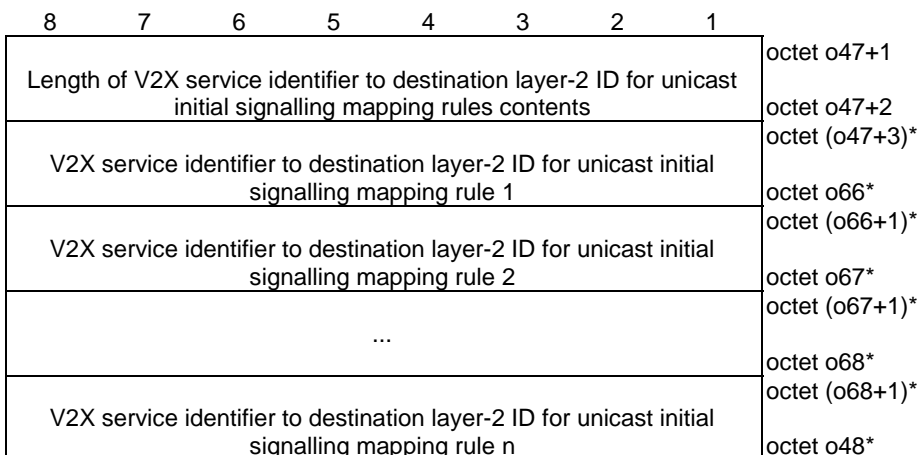 8 7 6 5 4 3 2 1
octet o47+1
Length of V2X service identifier to destination layer-2 ID for unicast
initial signalling mapping rules contents
octet o47+2
octet (o47+3)*
V2X service identifier to destination layer-2 ID for unicast initial
signalling mapping rule 1
octet o66*
octet (o66+1)*
V2X service identifier to destination layer-2 ID for unicast initial
signalling mapping rule 2
octet o67*
octet (o67+1)*
...
octet o68*
octet (o68+1)*
V2X service identifier to destination layer-2 ID for unicast initial
signalling mapping rule n
octet o48*